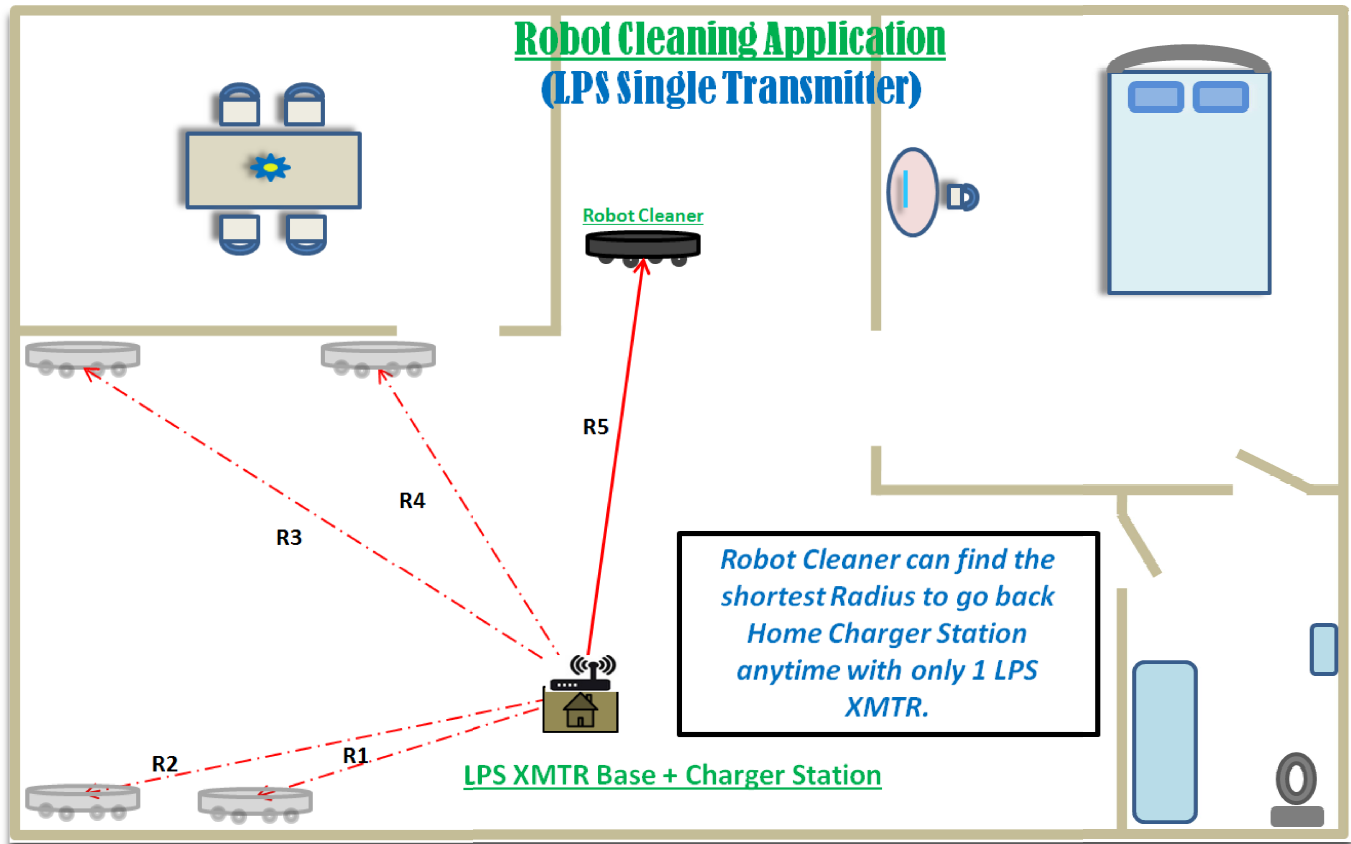 Robot Cleaning Application
(LPS Single Transmitter)
Robot Cleaner
R5
R4
R3
Robot Cleaner can find the
shortest Radius to go back
Home Charger Station
anytime with only 1 LPS
XMTR.
R1
R2
LPS XMTR Base + Charger Station